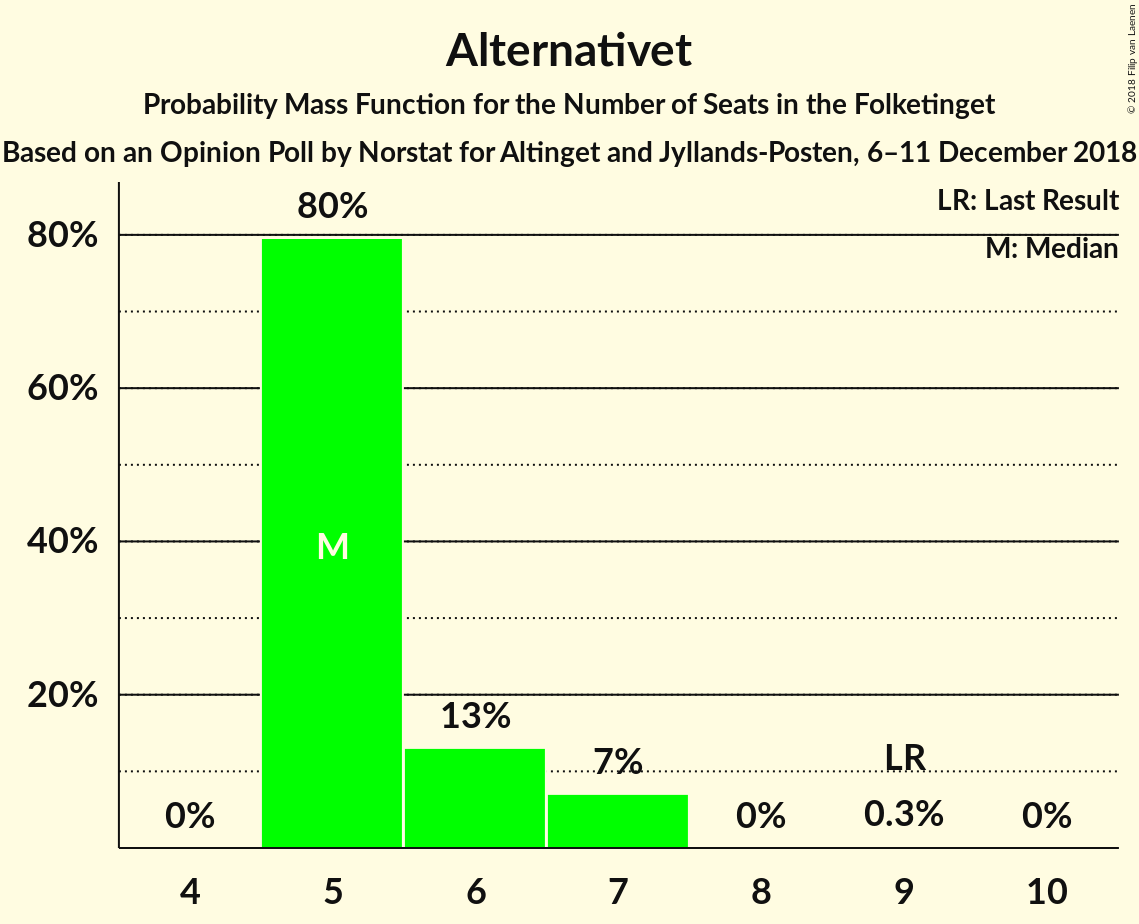 Alternativet
Probability Mass Function for the Number of Seats in the Folketinget
Based on an Opinion Poll by Norstat for Altinget and Jyllands-Posten, 6–11 December 2018
© 2018 Filip van Laenen
LR: Last Result
M: Median
80%
60%
40%
20%
0%
80%
M
13%
7%
0%
LR
0.3%
0%
4 5 6 7 8 9 10